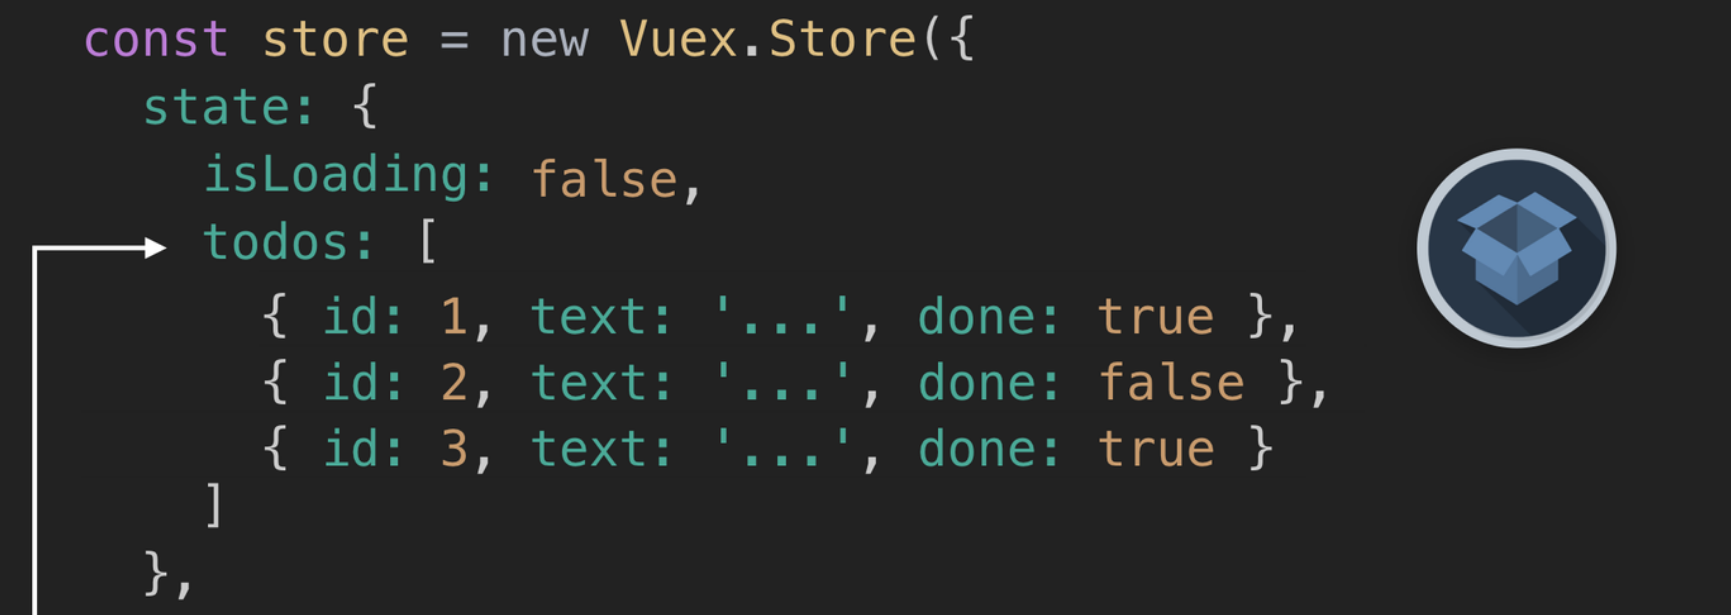 const store = new Vuex.Store({
state: {
isLoading: false,
todos: [
{ id: 1, text: '...', done: true },
{ id: 2, text: '...', done: false },
{ id: 3, text: '...', done: true }
]
},